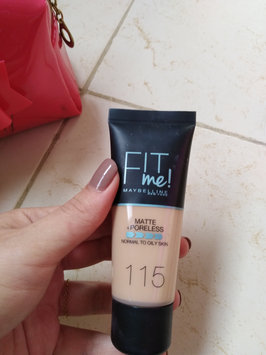 FIT
me!
MAYBELLINE
MATTE
+PORELESS
NORMAL TO OILY SKIN
115